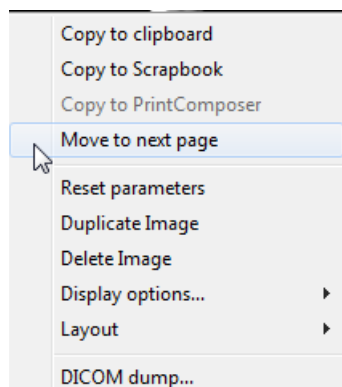 Copy to clipboard
Copy to Scrapbook
Copy to PrintComposer
Move to next page
Reset parameters
Duplicate Image
Delete Image
Display options...
Layout
DICOM dump...